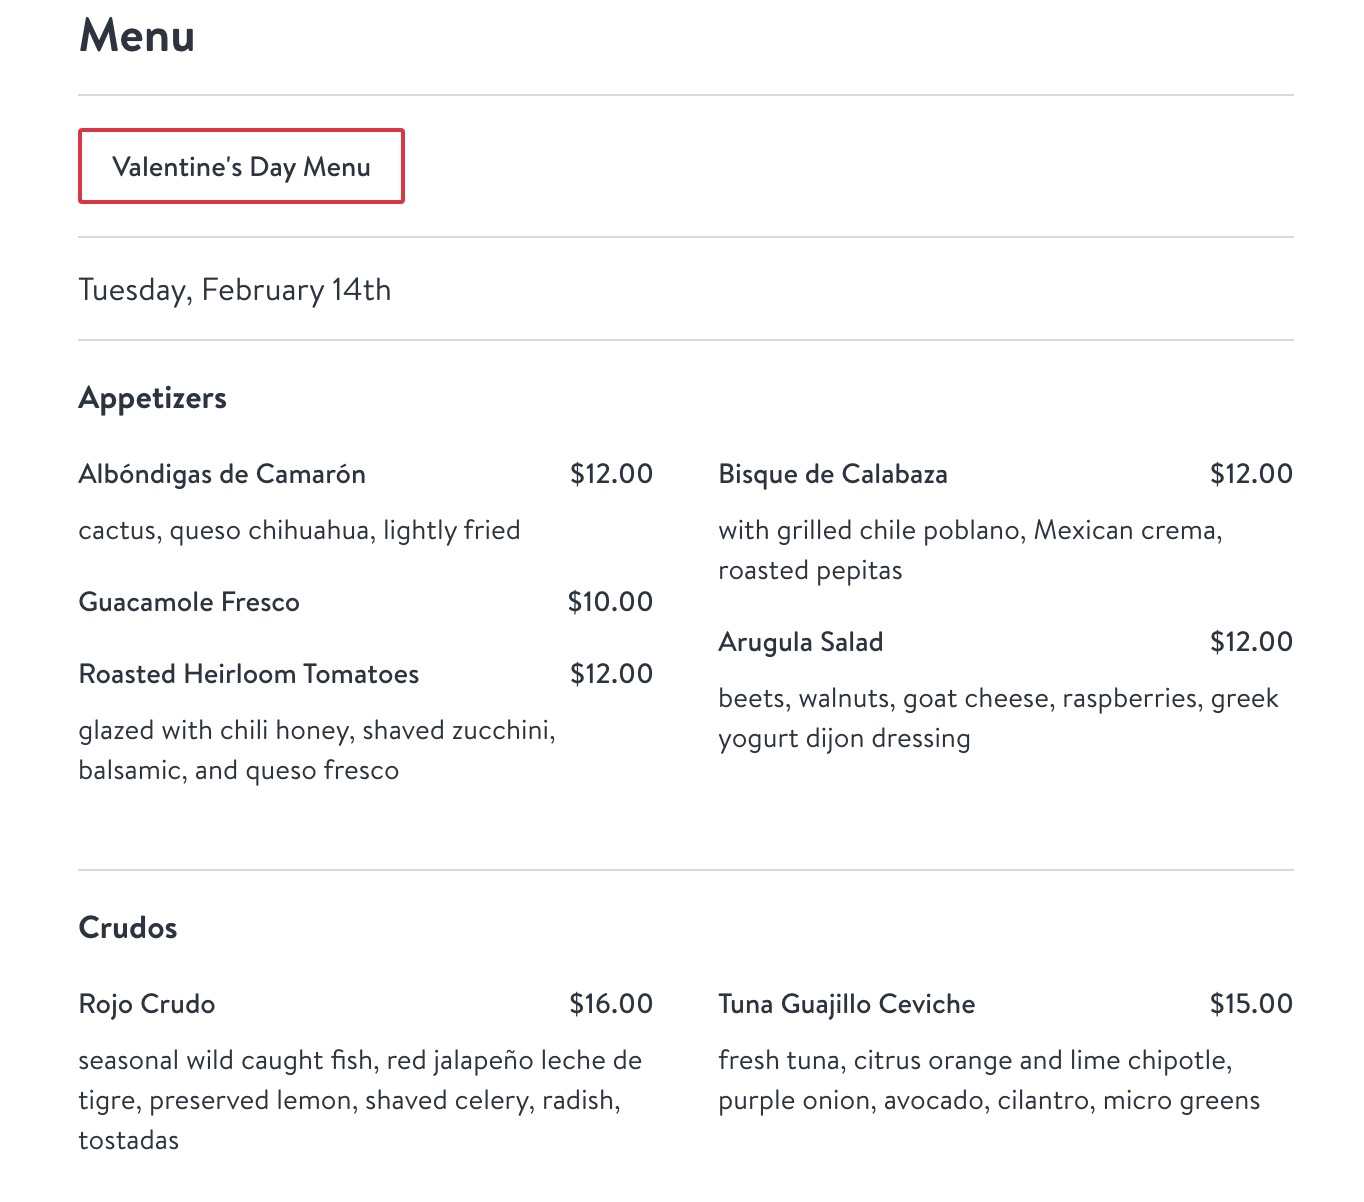 Menu
Valentine's Day Menu
Tuesday, February 14th
Appetizers
Albóndigas de Camarón $12.00
cactus, queso chihuahua, lightly fried
Guacamole Fresco $10.00
Roasted Heirloom Tomatoes $12.00
glazed with chili honey, shaved zucchini,
balsamic, and queso fresco
Bisque de Calabaza $12.00
with grilled chile poblano, Mexican crema,
roasted pepitas
Arugula Salad $12.00
beets, walnuts, goat cheese, raspberries, greek
yogurt dijon dressing
Crudos
Rojo Crudo $16.00
seasonal wild caught fish, red jalapeño leche de
tigre, preserved lemon, shaved celery, radish,
tostadas
Tuna Guajillo Ceviche $15.00
fresh tuna, citrus orange and lime chipotle,
purple onion, avocado, cilantro, micro greens